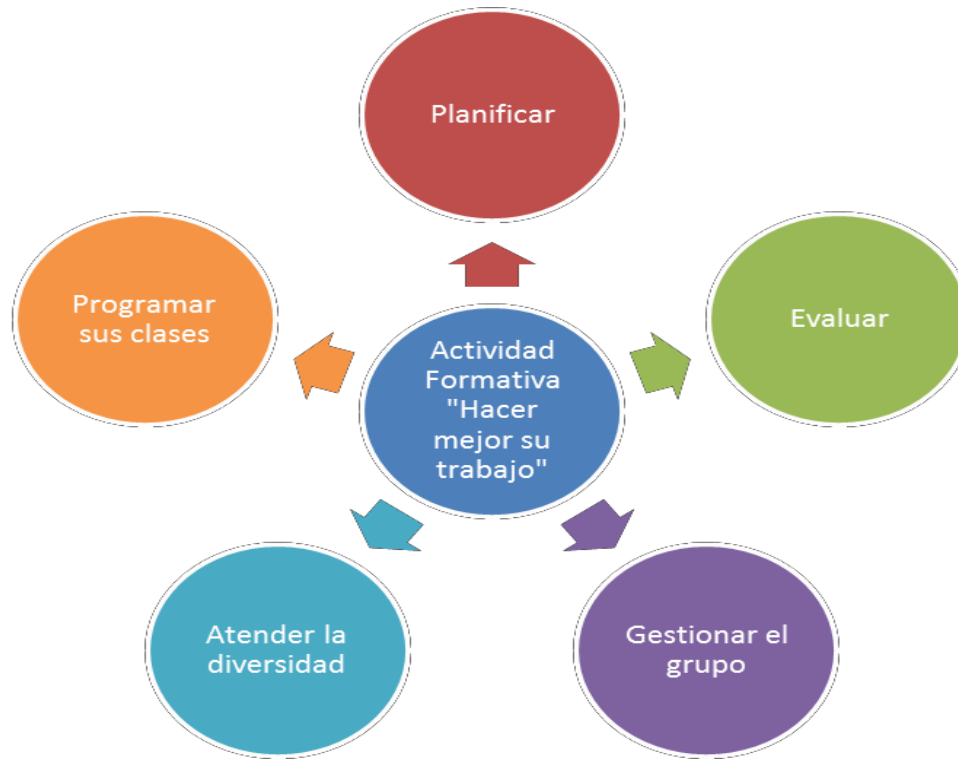 Planificar
Programar
sus clases
Evaluar
Actividad
Formativa
"Hacer
mejor su
trabajo"
Atender la
diversidad
Gestionar el
grupo